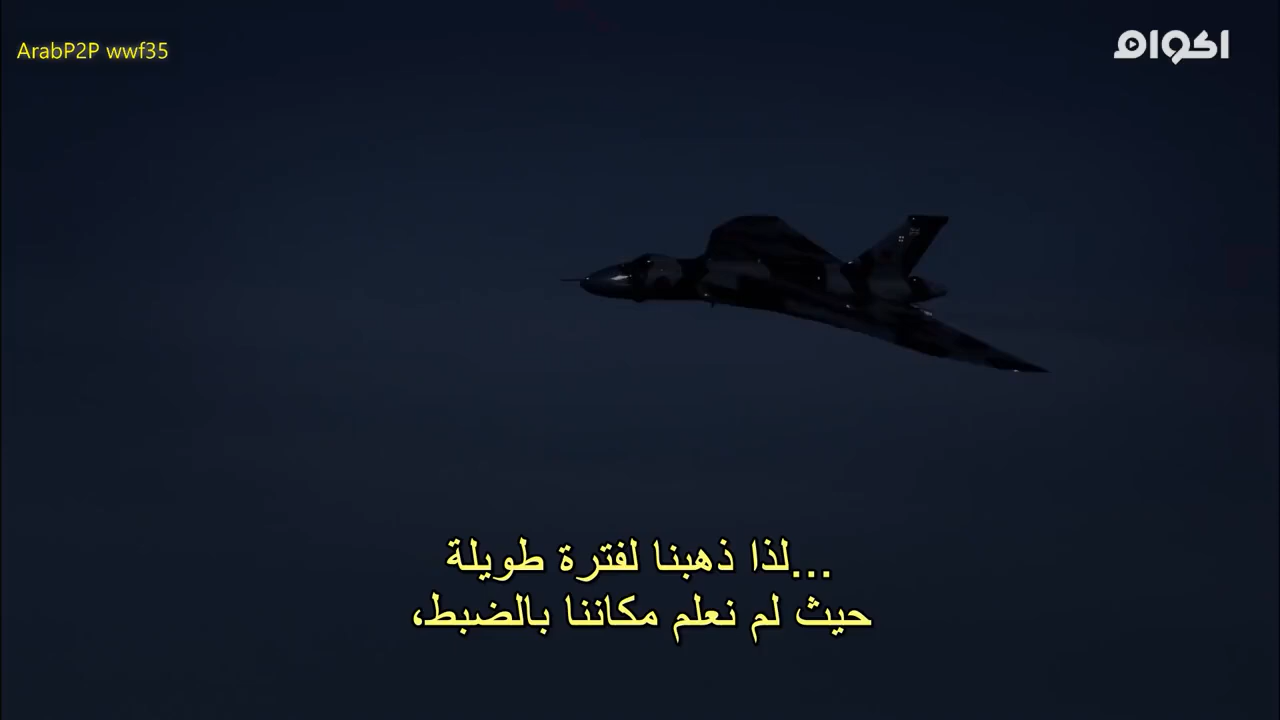 ArabP2P wwf35
اكوام
...لذا ذهبنا لفترة طويلة
حيث لم نعلم مكاننا بالضبط،